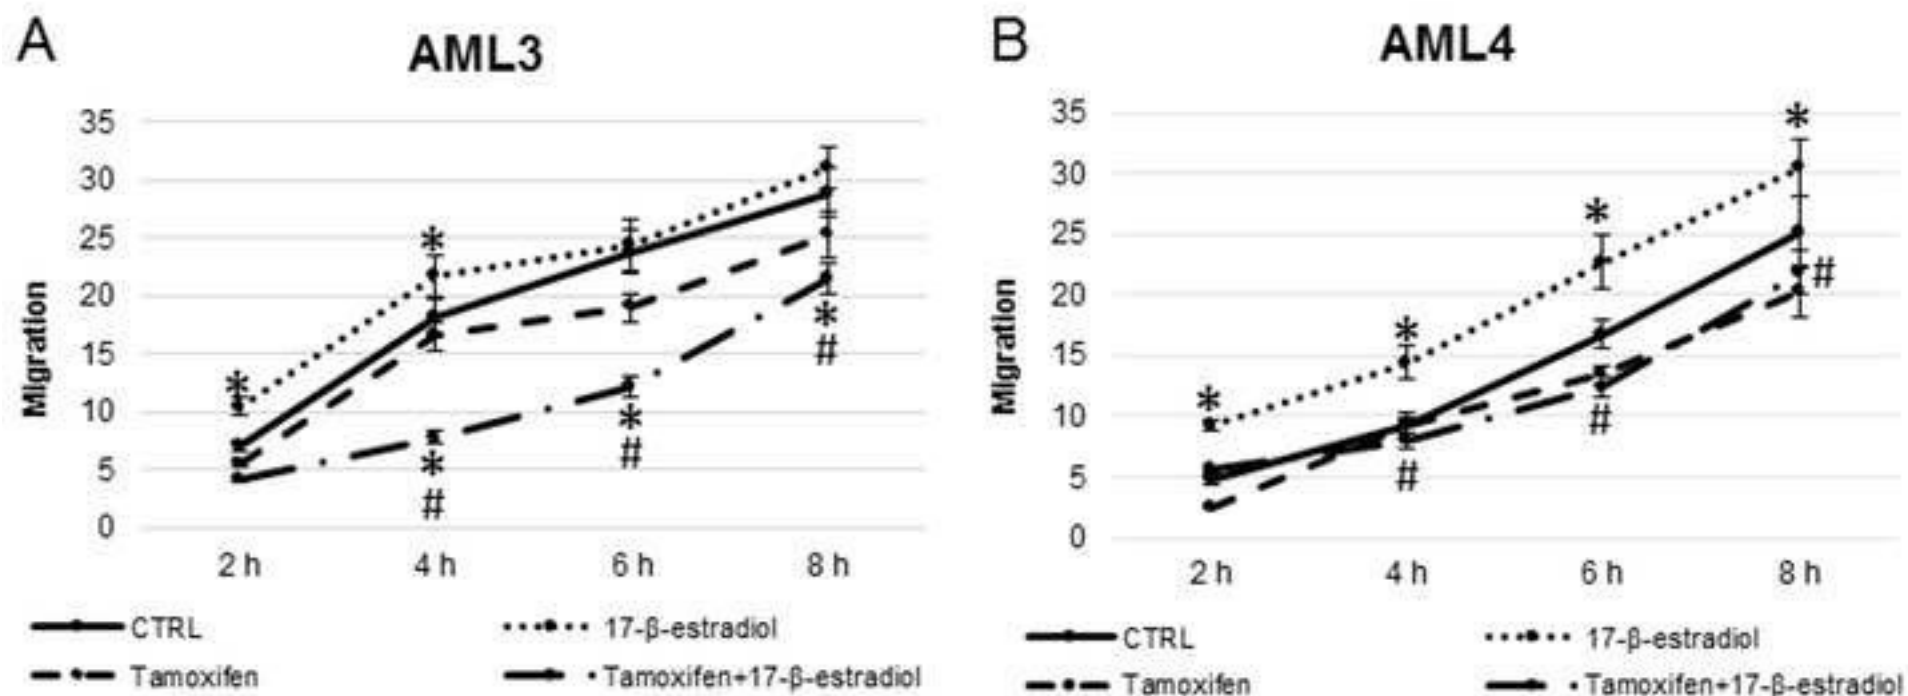 A
AML3
35
30
25
20
15
10
5
0
Migration
*
*
*
#
*
#
*
#
2 h 4 h 6 h 8 h
CTRL 17-β-estradiol
Tamoxifen Tamoxifen+17-β-estradiol
B
AML4
35
30
25
20
15
10
5
0
Migration
*
*
*
*
#
#
#
2 h 4 h 6 h 8 h
CTRL 17-β-estradiol
Tamoxifen Tamoxifen+17-β-estradiol